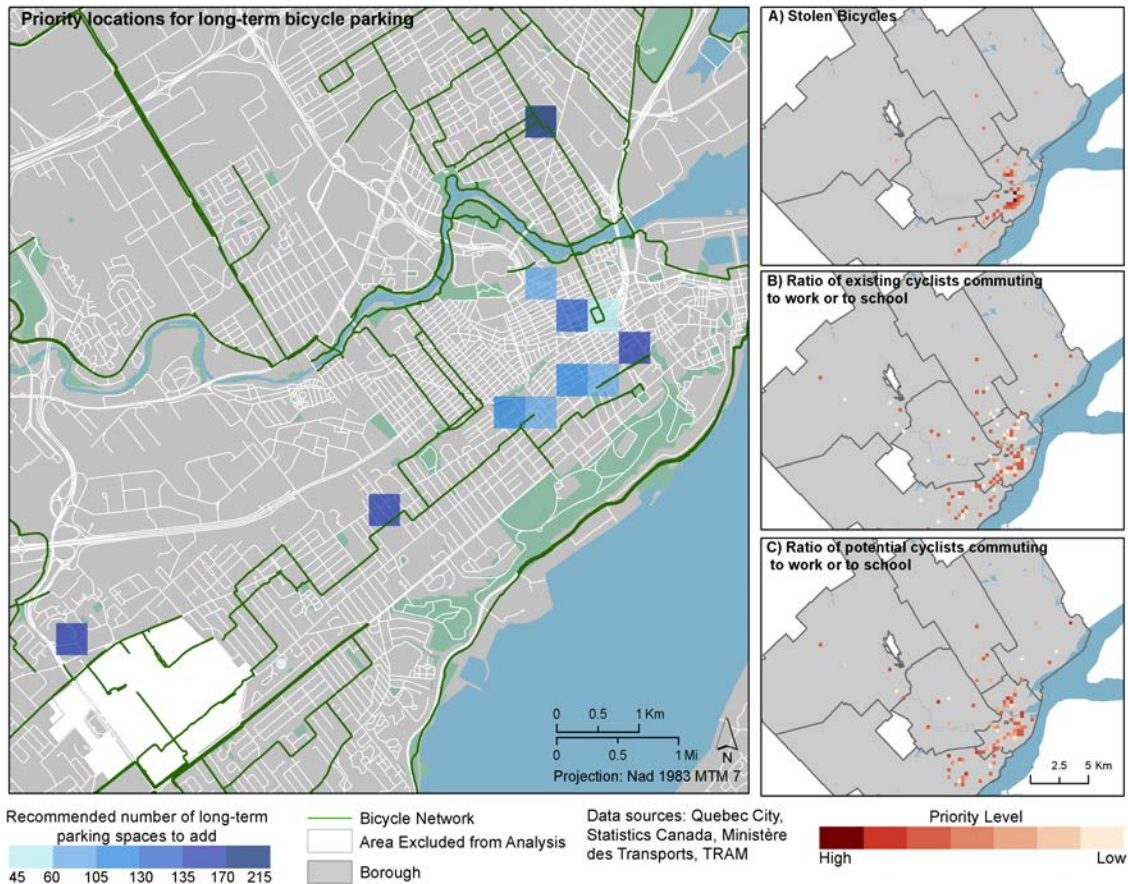 Priority locations for long-term bicycle parking
0 0.5 1 Km
0 0.5 1 Mi
N
Projection: Nad 1983 MTM 7
A) Stolen Bicycles
B) Ratio of existing cyclists commuting
to work or to school
C) Ratio of potential cyclists commuting
to work or to school
2.5 5 Km
Recommended number of long-term
parking spaces to add
45 60 105 130 135 170 215
Bicycle Network
Area Excluded from Analysis
Borough
Data sources: Quebec City,
Statistics Canada, Ministère
des Transports, TRAM
Priority Level
High Low